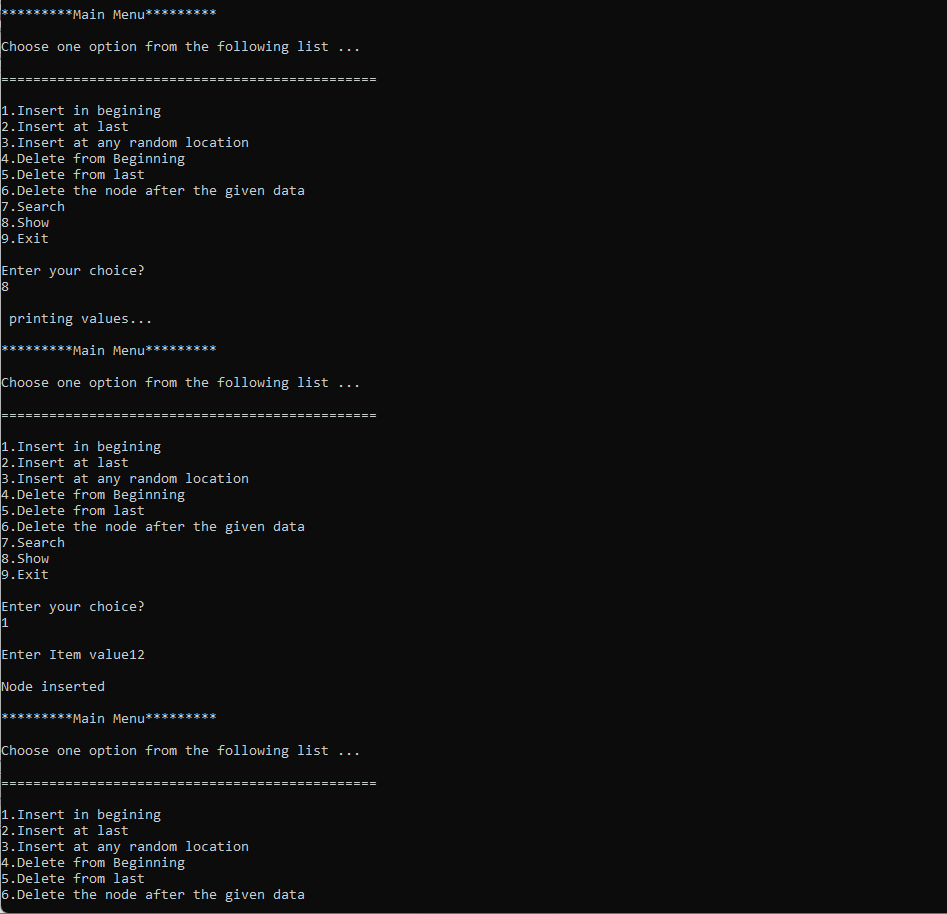 *********Main Menu*********
Choose one option from the following list ...
===============================================
1.Insert in begining
2.Insert at last
3.Insert at any random location
4.Delete from Beginning
5.Delete from last
6.Delete the node after the given data
7.Search
8.Show
9.Exit
Enter your choice?
8
printing values...
*********Main Menu*********
Choose one option from the following list ...
===============================================
1.Insert in begining
2.Insert at last
3.Insert at any random location
4.Delete from Beginning
5.Delete from last
6.Delete the node after the given data
7.Search
8.Show
9.Exit
Enter your choice?
1
Enter Item value12
Node inserted
*********Main Menu*********
Choose one option from the following list ...
===============================================
1.Insert in begining
2.Insert at last
3.Insert at any random location
4.Delete from Beginning
5.Delete from last
6.Delete the node after the given data